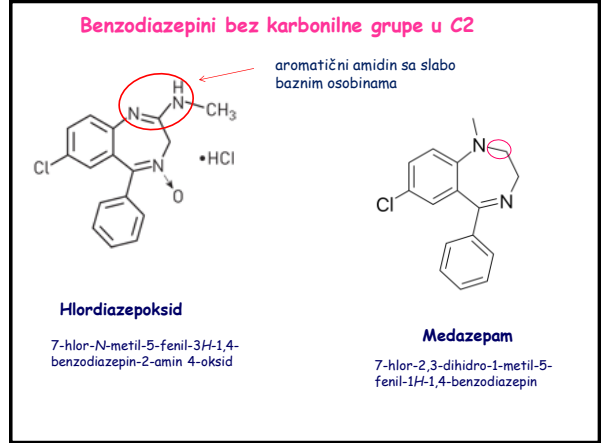 Benzodiazepini bez karbonilne grupe u C2
aromatični amidin sa slabo
baznim osobinama
H
N
N
CH3
Cl
N
•HCl
O
N
Cl
N
Hlordiazepoksid
7-hlor-N-metil-5-fenil-3H-1,4-
benzodiazepin-2-amin 4-oksid
Medazepam
7-hlor-2,3-dihidro-1-metil-5-
fenil-1H-1,4-benzodiazepin